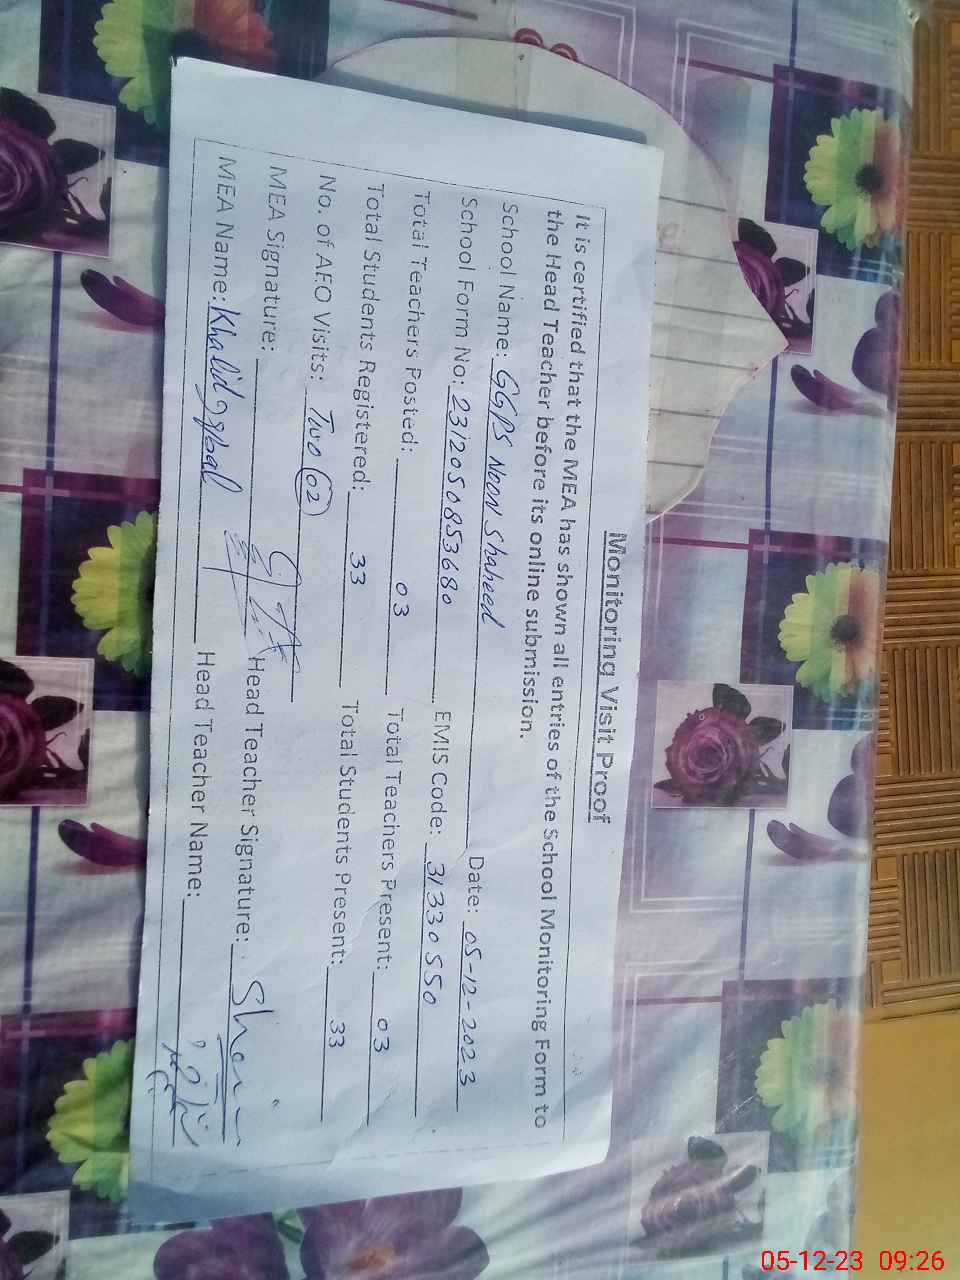 Monitoring Visit Proof
It is certified that the MEA has shown all entries of the School Monitoring Form to
the Head Teacher before its online submission.
School Name: GGPS Noon Shaheed Date: 05-12-2023
School Form No: 2312050853680 EMIS Code: 31330550
Total Teachers Posted: 03 Total Teachers Present: 03
Total Students Registered: 33 Total Students Present: 33
No. of AEO Visits: Two 02
MEA Signature: Head Teacher Signature:
MEA Name: Khalid Iqbal Head Teacher Name:
05-12-23 09:26